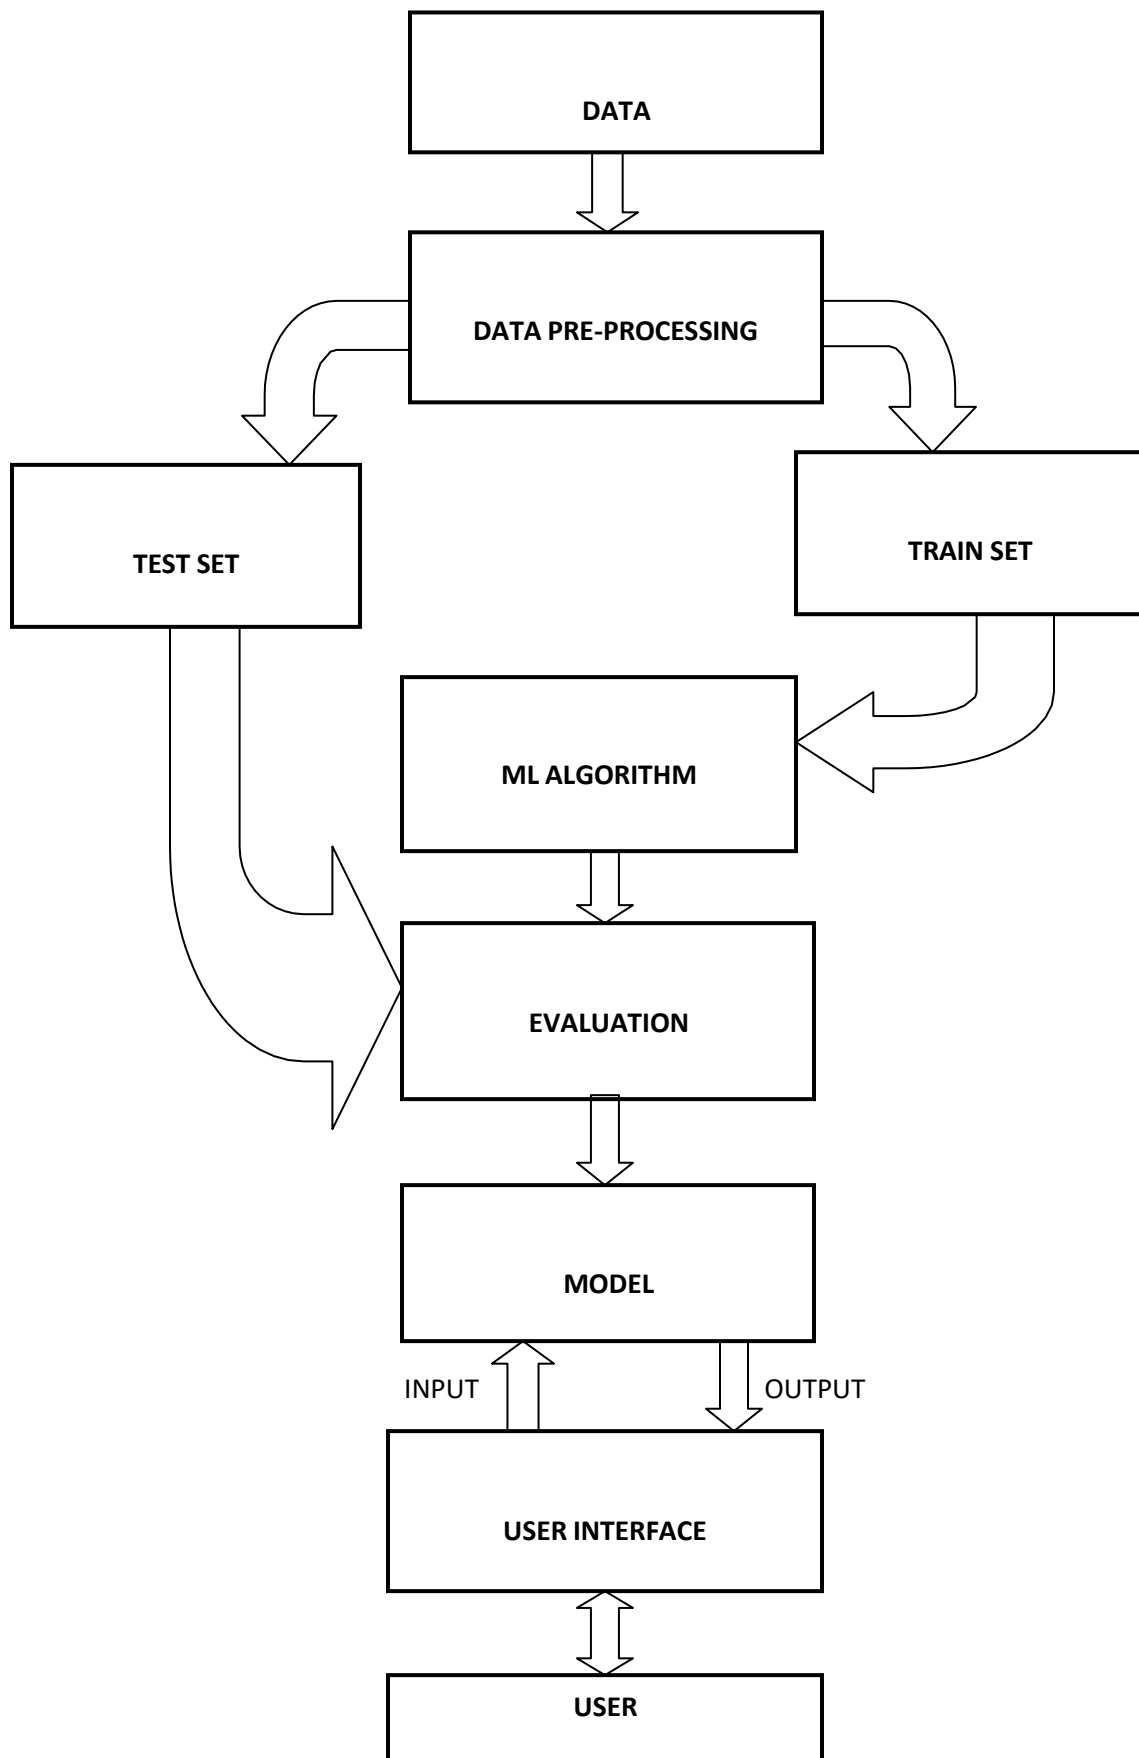 DATA
DATA PRE-PROCESSING
TEST SET
TRAIN SET
ML ALGORITHM
EVALUATION
MODEL
INPUT
OUTPUT
USER INTERFACE
USER